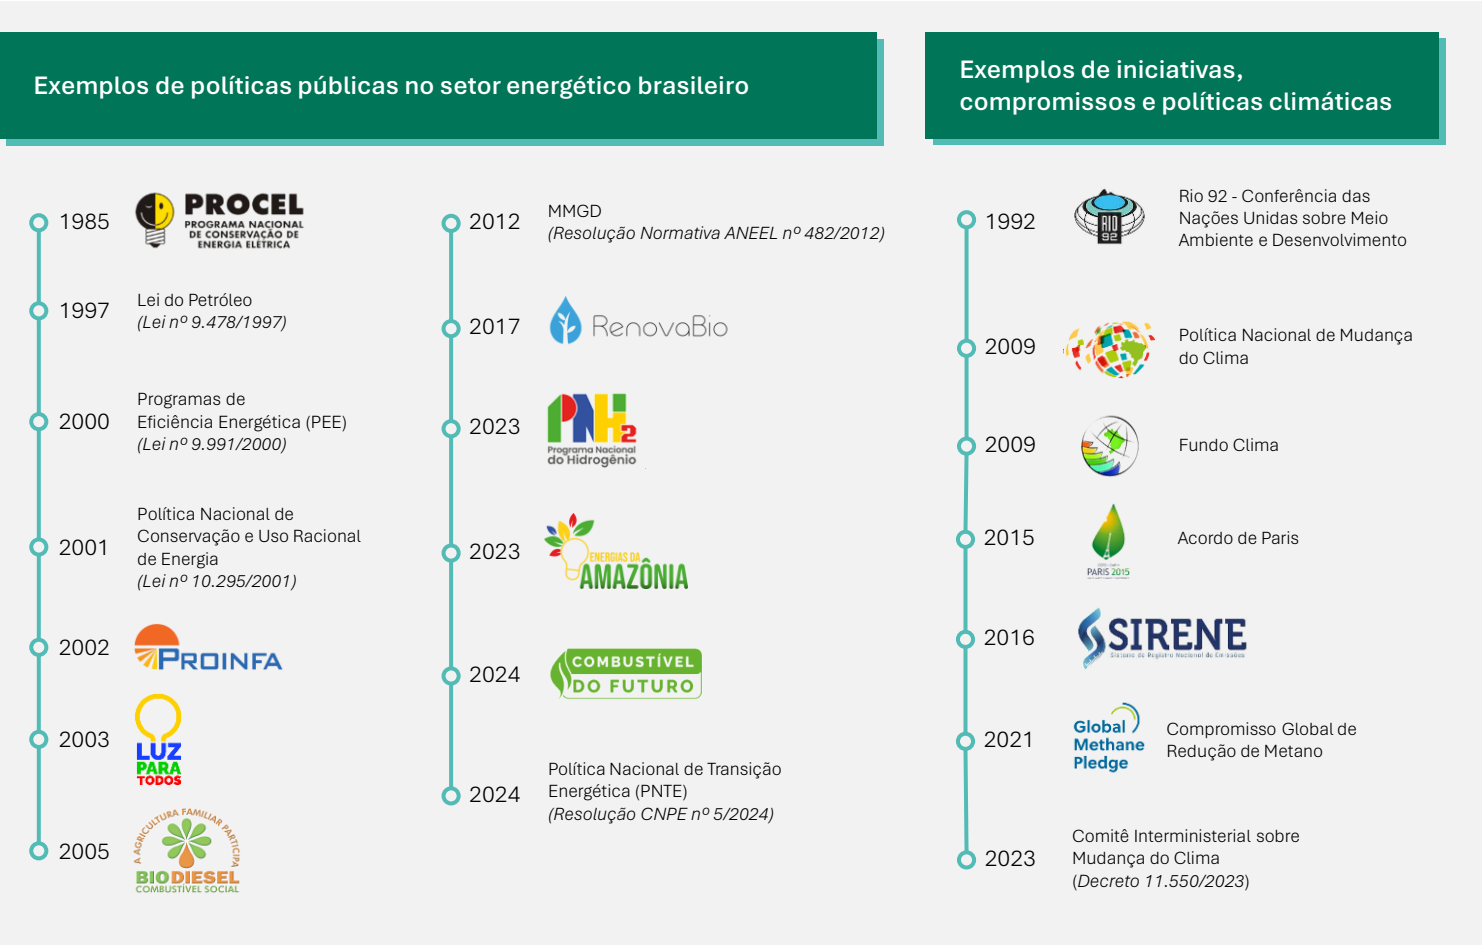 Exemplos de políticas públicas no setor energético brasileiro
1985
PROCEL
PROGRAMA NACIONAL
DE CONSERVAÇÃO DE
ENERGIA ELÉTRICA
1997
Lei do Petróleo
(Lei nº 9.478/1997)
2000
Programas de
Eficiência Energética (PEE)
(Lei nº 9.991/2000)
2001
Política Nacional de
Conservação e Uso Racional
de Energia
(Lei nº 10.295/2001)
2002
PROINFA
2003
LUZ
PARA
TODOS
2005
A AGRICULTURA FAMILIAR PARTICIPA
BIODIESEL
COMBUSTÍVEL SOCIAL
2012
MMGD
(Resolução Normativa ANEEL nº 482/2012)
2017
RenovaBio
2023
PNH2
Programa Nacional
do Hidrogênio
2023
ENERGIAS DA
AMAZÔNIA
2024
COMBUSTÍVEL
DO FUTURO
2024
Política Nacional de Transição
Energética (PNTE)
(Resolução CNPE nº 5/2024)
Exemplos de iniciativas,
compromissos e políticas climáticas
1992
RIO
92
Rio 92 - Conferência das
Nações Unidas sobre Meio
Ambiente e Desenvolvimento
2009
Política Nacional de Mudança
do Clima
2009
Fundo Clima
2015
PARIS 2015
Acordo de Paris
2016
SIRENE
Sistema de Registro Nacional de Emissões
2021
Global
Methane
Pledge
Compromisso Global de
Redução de Metano
2023
Comitê Interministerial sobre
Mudança do Clima
(Decreto 11.550/2023)